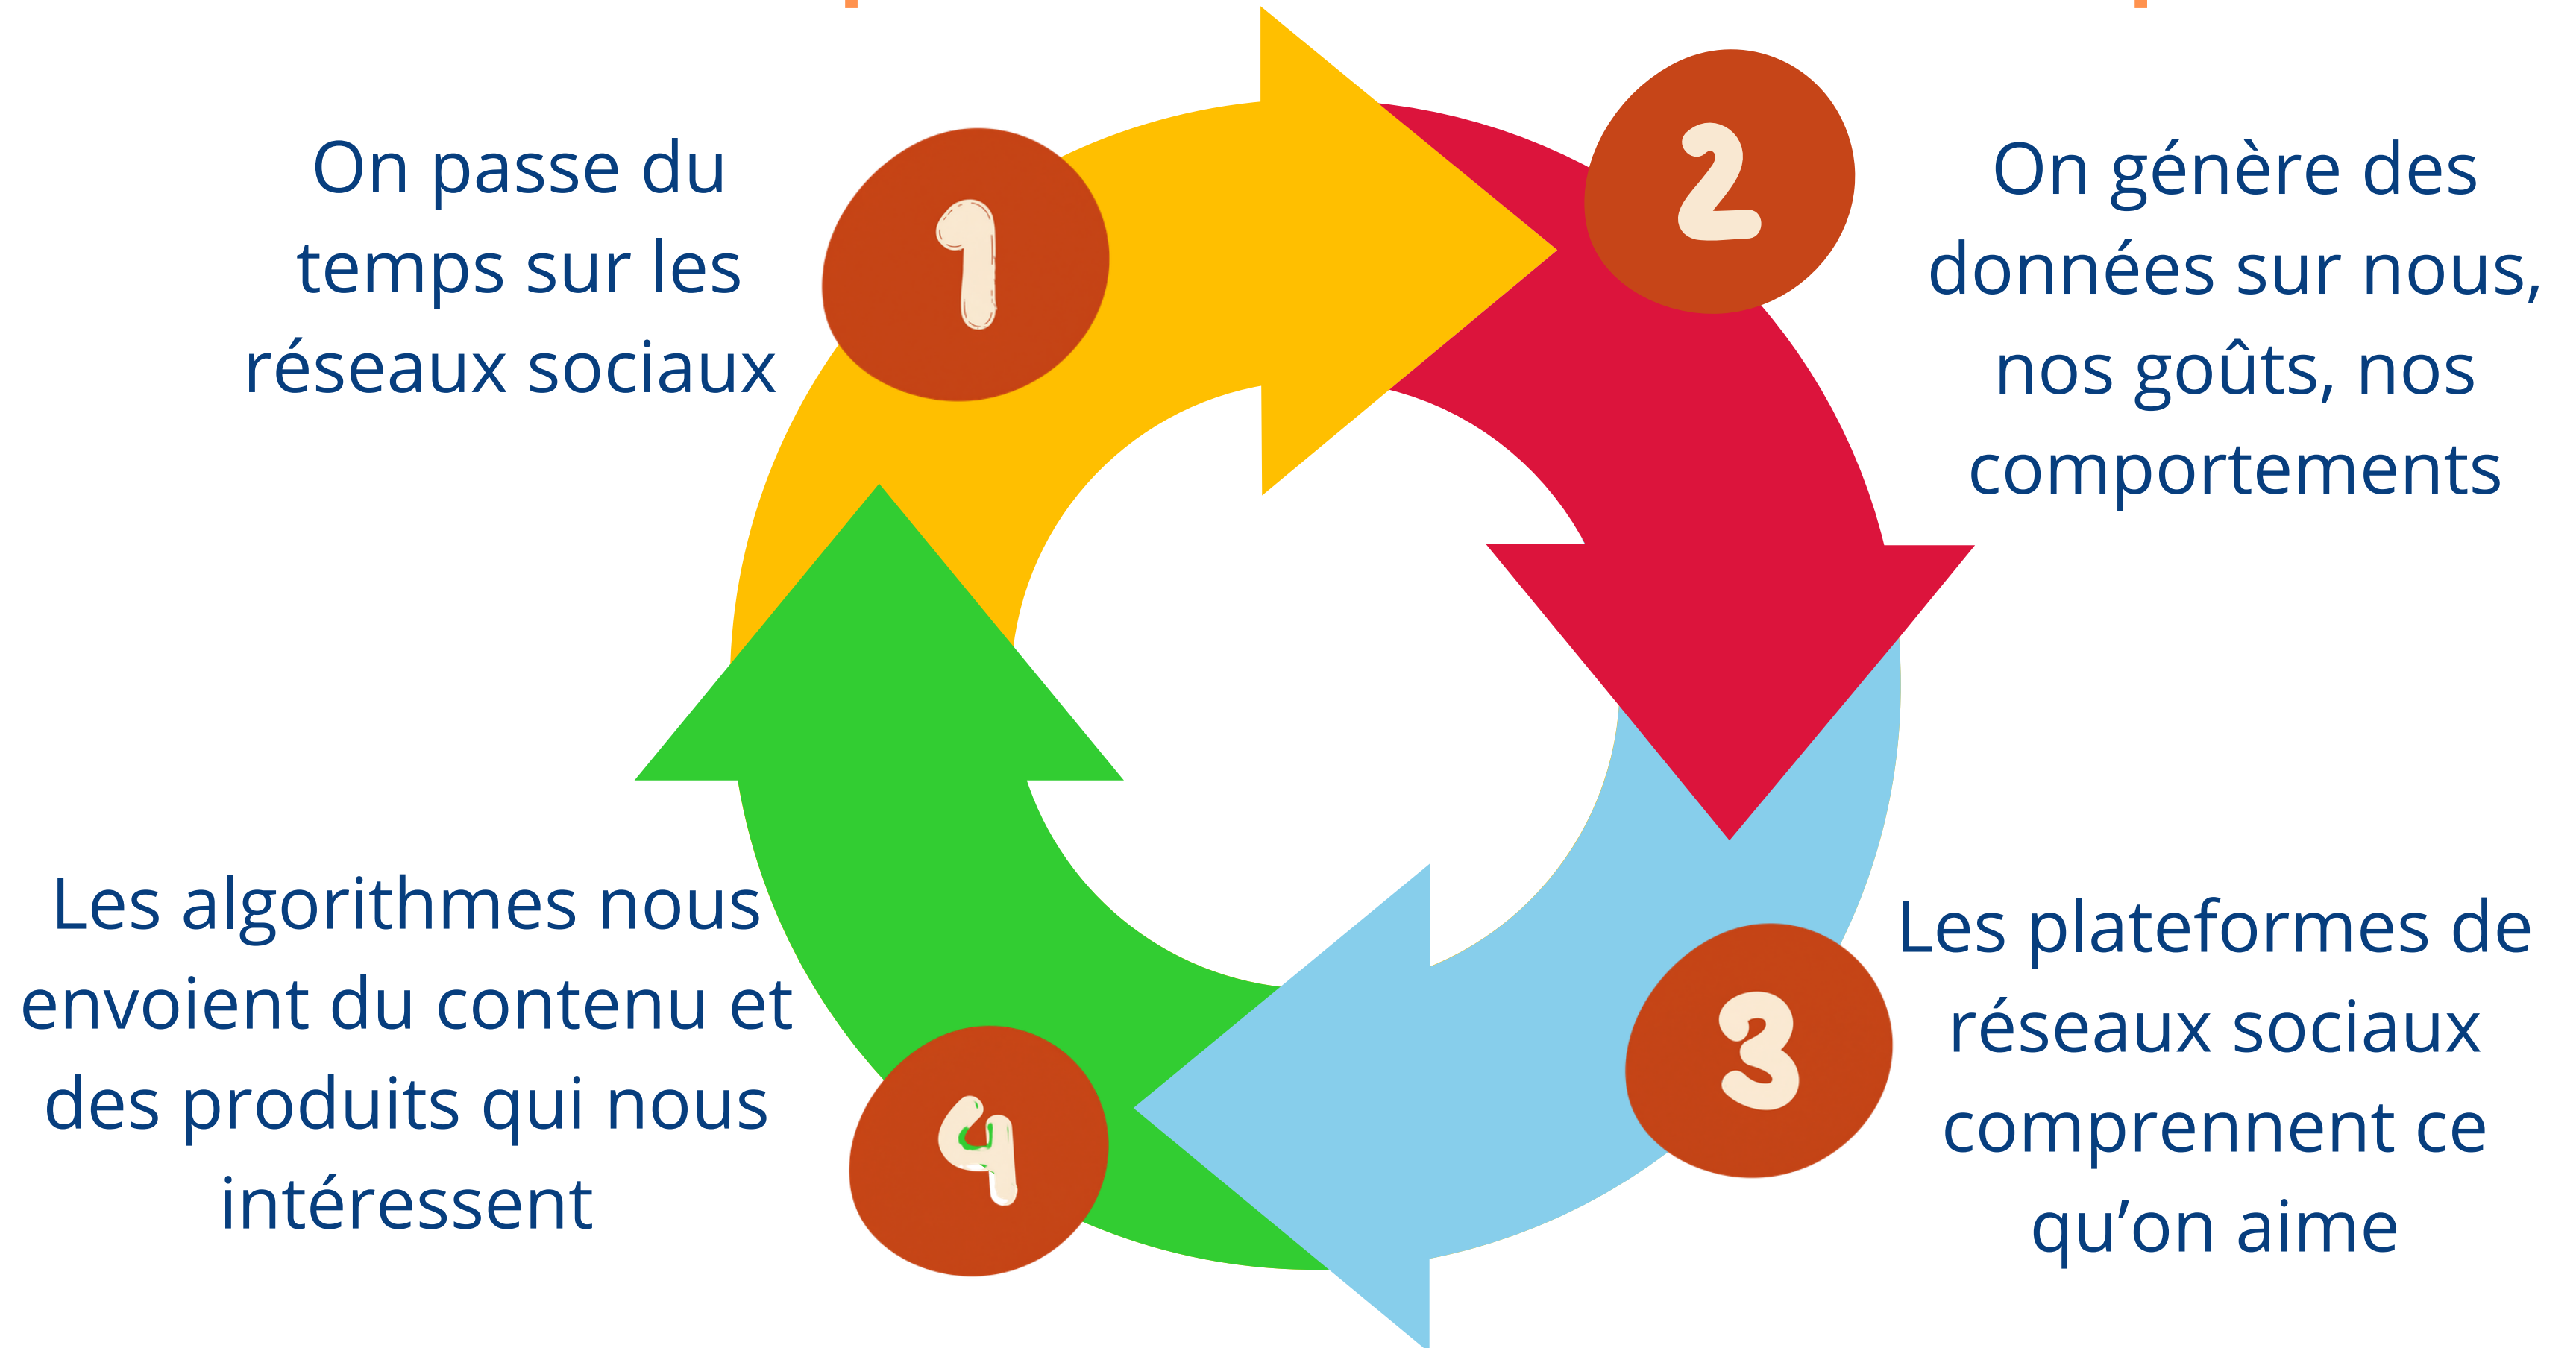 1
On passe du
temps sur les
réseaux sociaux
2
On génère des
données sur nous,
nos goûts, nos
comportements
3
Les plateformes de
réseaux sociaux
comprennent ce
qu’on aime
4
Les algorithmes nous
envoient du contenu et
des produits qui nous
intéressent